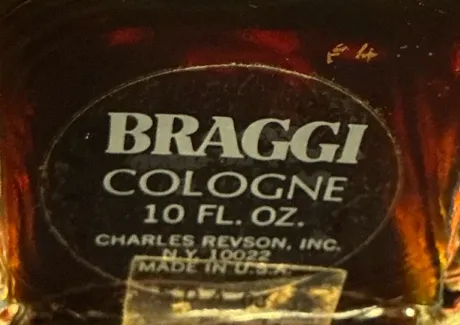 BRAGGI
COLOGNE
10 FL. OZ.
CHARLES REVSON, INC.
N.Y. 10022
MADE IN U.S.A.